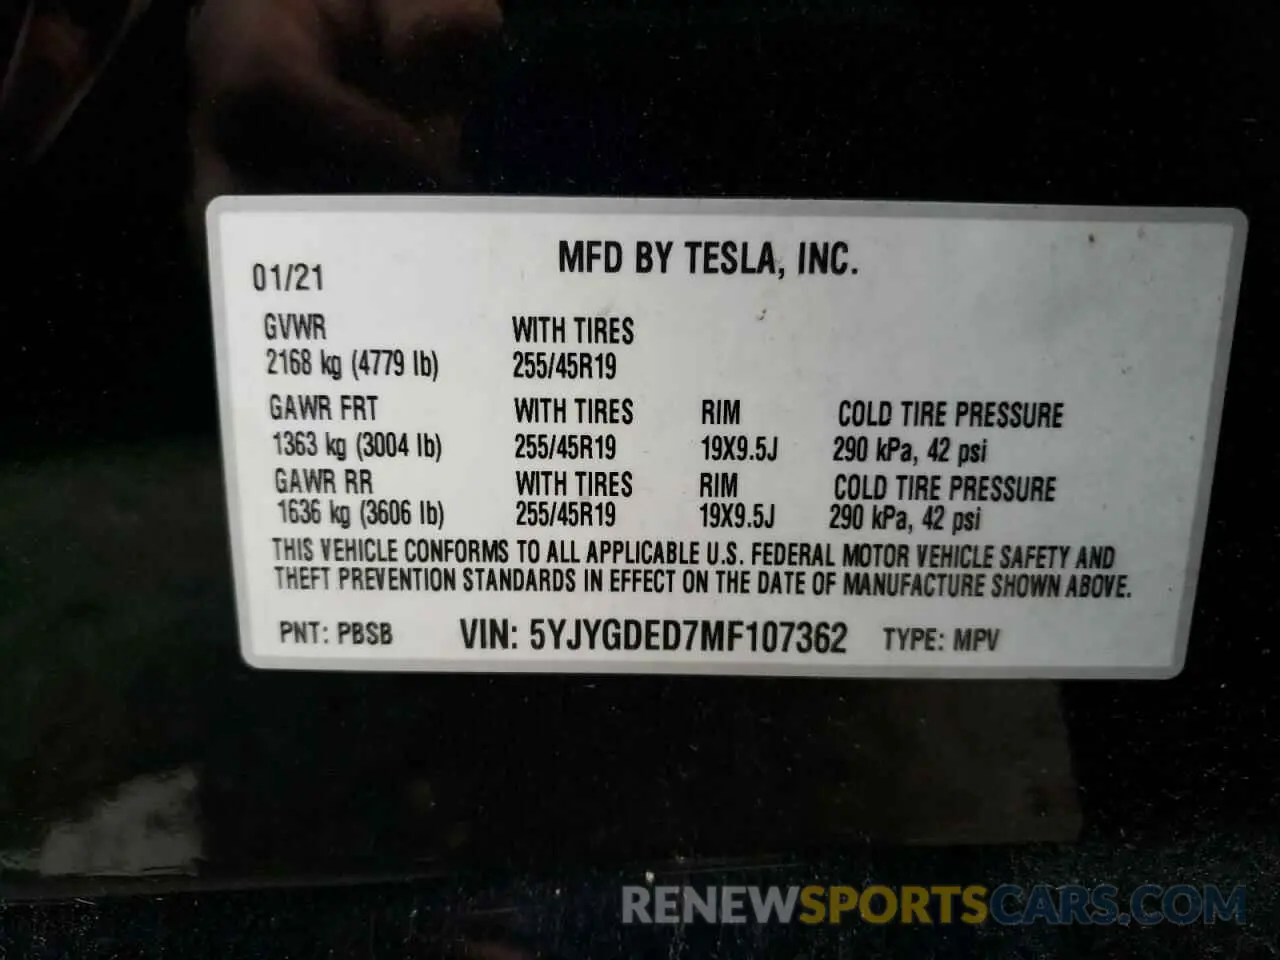 MFD BY TESLA, INC.
01/21
GVWR WITH TIRES
2168 kg (4779 lb) 255/45R19
GAWR FRT WITH TIRES RIM COLD TIRE PRESSURE
1363 kg (3004 lb) 255/45R19 19X9.5J 290 kPa, 42 psi
GAWR RR WITH TIRES RIM COLD TIRE PRESSURE
1636 kg (3606 lb) 255/45R19 19X9.5J 290 kPa, 42 psi
THIS VEHICLE CONFORMS TO ALL APPLICABLE U.S. FEDERAL MOTOR VEHICLE SAFETY AND
THEFT PREVENTION STANDARDS IN EFFECT ON THE DATE OF MANUFACTURE SHOWN ABOVE.
PNT: PBSB VIN: 5YJYGDED7MF107362 TYPE: MPV
RENEWSPORTSCARS.COM